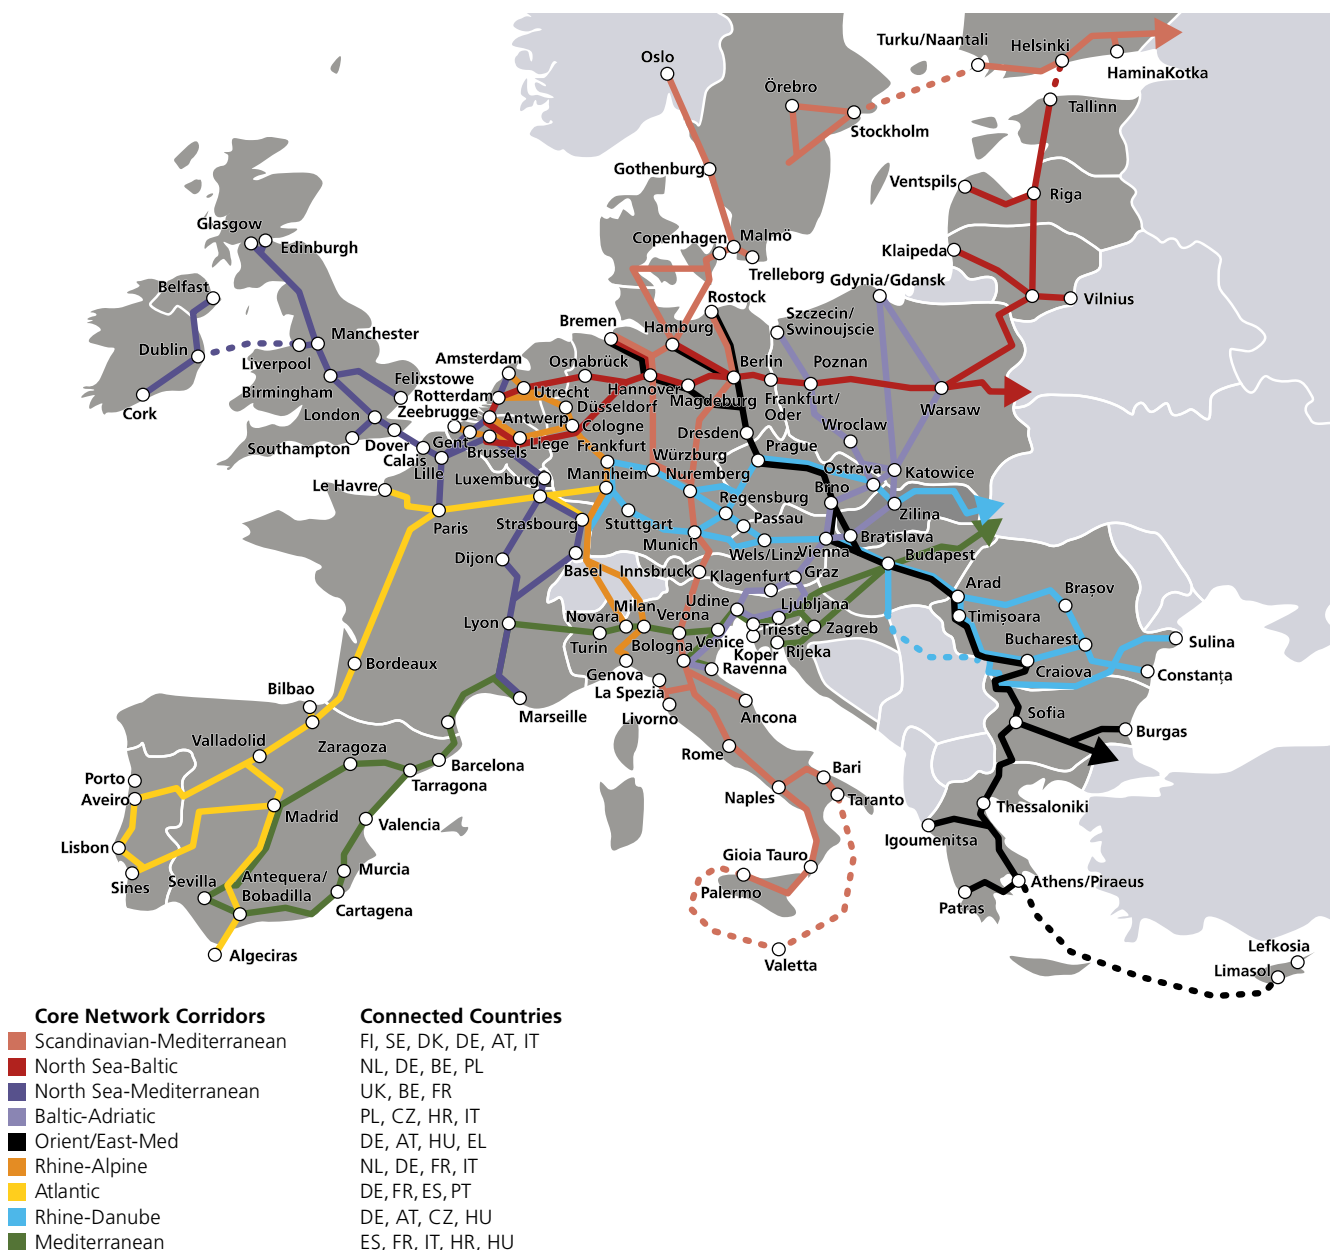 Oslo
Turku/Naantali
Helsinki
HaminaKotka
Örebro
Stockholm
Tallinn
Gothenburg
Ventspils
Riga
Glasgow
Edinburgh
Copenhagen
Malmö
Trelleborg
Klaipeda
Gdynia/Gdansk
Belfast
Rostock
Vilnius
Szczecin/
Swinoujscie
Bremen
Hamburg
Manchester
Dublin
Liverpool
Amsterdam
Osnabrück
Berlin
Poznan
Birmingham
Felixstowe
Rotterdam
Utrecht
Hannover
Magdeburg
Frankfurt/
Oder
Warsaw
Cork
London
Zeebrugge
Antwerp
Düsseldorf
Cologne
Southampton
Dover
Calais
Gent
Brussels
Liege
Frankfurt
Dresden
Wroclaw
Lille
Luxemburg
Mannheim
Würzburg
Nuremberg
Prague
Ostrava
Katowice
Le Havre
Regensburg
Brno
Zilina
Paris
Strasbourg
Stuttgart
Passau
Munich
Wels/Linz
Vienna
Bratislava
Budapest
Dijon
Basel
Innsbruck
Klagenfurt
Graz
Arad
Brașov
Timișoara
Lyon
Novara
Milan
Verona
Udine
Ljubljana
Turin
Bologna
Venice
Trieste
Zagreb
Bucharest
Sulina
Koper
Rijeka
Bordeaux
Genova
Ravenna
Craiova
Constanța
La Spezia
Bilbao
Marseille
Livorno
Ancona
Sofia
Burgas
Valladolid
Zaragoza
Rome
Porto
Aveiro
Barcelona
Tarragona
Bari
Naples
Taranto
Thessaloniki
Madrid
Valencia
Igoumenitsa
Lisbon
Gioia Tauro
Sines
Sevilla
Antequera/
Bobadilla
Murcia
Cartagena
Palermo
Athens/Piraeus
Patras
Algeciras
Valetta
Lefkosia
Limasol
Core Network Corridors Connected Countries
Scandinavian-Mediterranean FI, SE, DK, DE, AT, IT
North Sea-Baltic NL, DE, BE, PL
North Sea-Mediterranean UK, BE, FR
Baltic-Adriatic PL, CZ, HR, IT
Orient/East-Med DE, AT, HU, EL
Rhine-Alpine NL, DE, FR, IT
Atlantic DE, FR, ES, PT
Rhine-Danube DE, AT, CZ, HU
Mediterranean ES, FR, IT, HR, HU